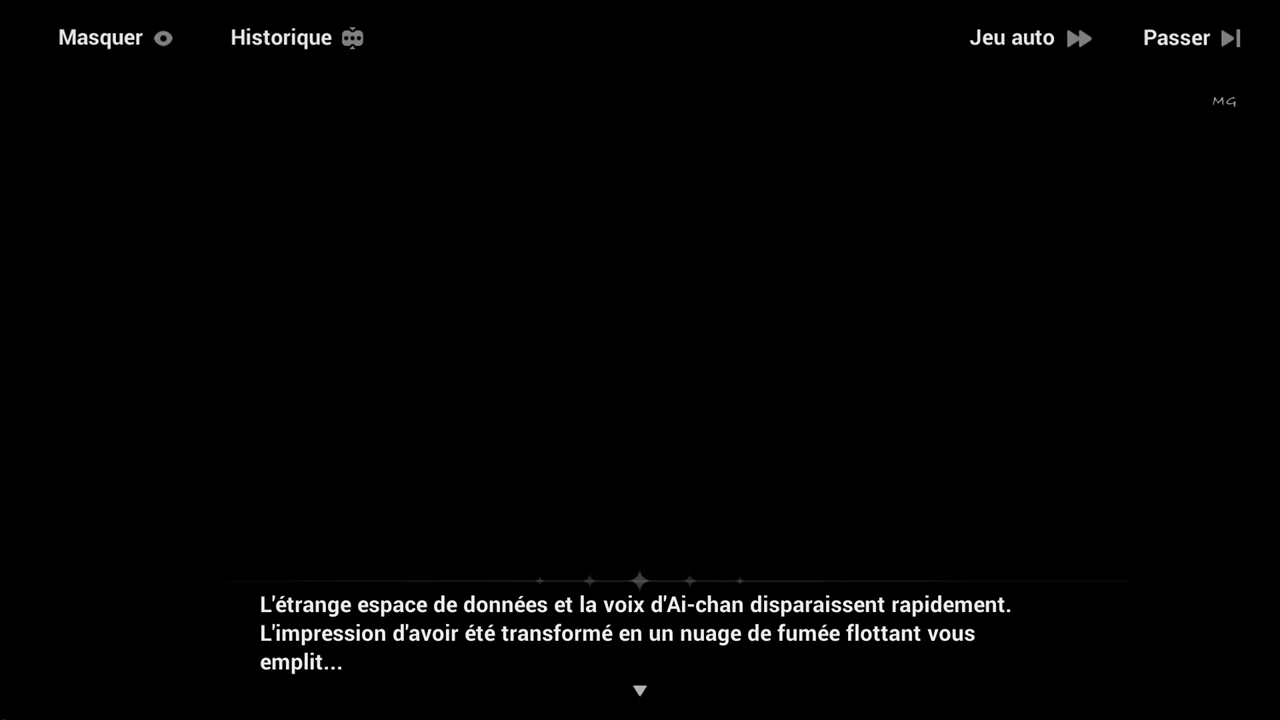 Masquer
Historique
Jeu auto
Passer
MG
L'étrange espace de données et la voix d'Ai-chan disparaissent rapidement.
L'impression d'avoir été transformé en un nuage de fumée flottant vous
emplit...